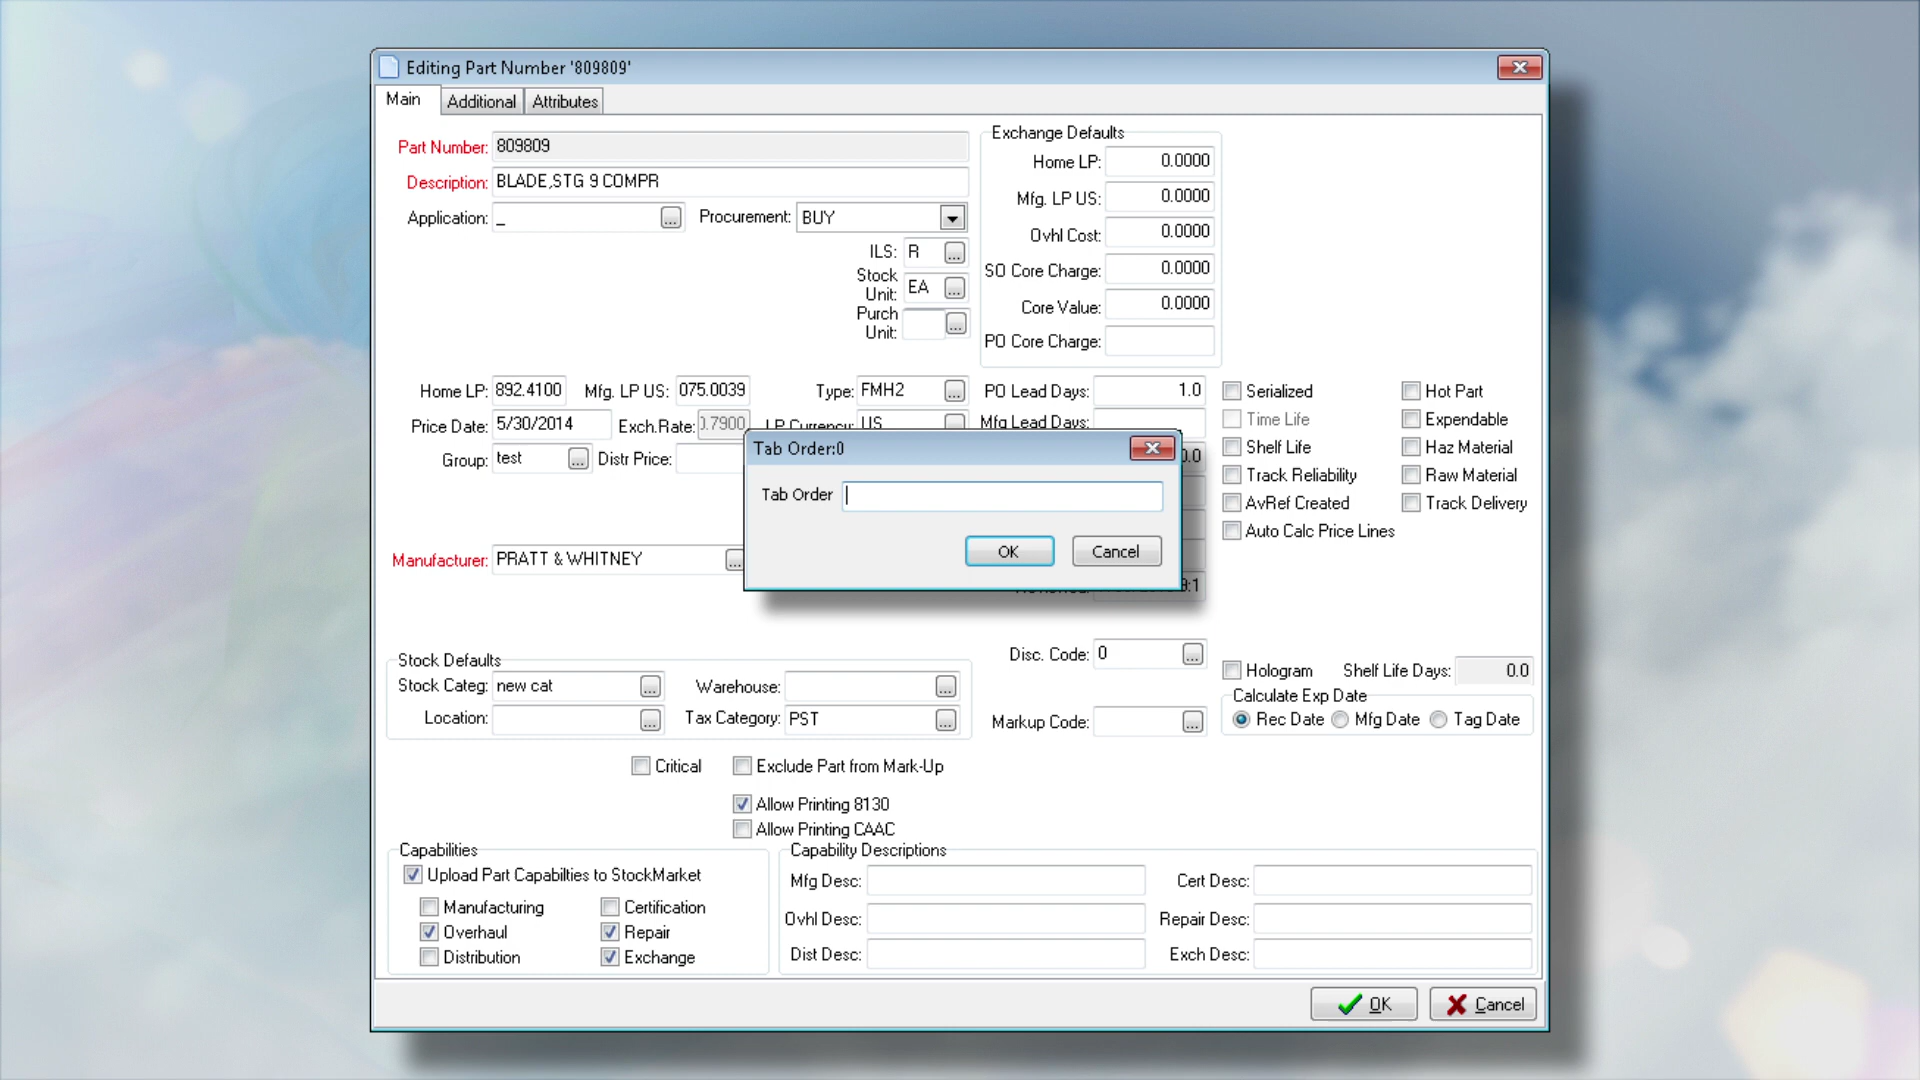 Editing Part Number '809809'
Main Additional Attributes
Part Number: 809809
Description: BLADE,STG 9 COMPR
Application: _ ... Procurement: BUY
ILS: R ...
Stock Unit: EA ...
Purch Unit: ...
Exchange Defaults
Home LP: 0.0000
Mfg. LP US: 0.0000
Ovhl Cost: 0.0000
SO Core Charge: 0.0000
Core Value: 0.0000
PO Core Charge:
Home LP: 892.4100 Mfg. LP US: 075.0039 Type: FMH2 ... PO Lead Days: 1.0
Price Date: 5/30/2014 Exch.Rate: 0.7900 LP Currency: US Mfg Lead Days:
Group: test ... Distr Price: 0.0
Serialized Hot Part
Time Life Expendable
Shelf Life Haz Material
Track Reliability Raw Material
AvRef Created Track Delivery
Auto Calc Price Lines
Tab Order:0
Tab Order
OK Cancel
Manufacturer: PRATT & WHITNEY ...
Disc. Code: 0 ...
Stock Defaults
Stock Categ: new cat ... Warehouse: ...
Location: ... Tax Category: PST ...
Markup Code: ...
Hologram Shelf Life Days: 0.0
Calculate Exp Date
Rec Date Mfg Date Tag Date
Critical Exclude Part from Mark-Up
Allow Printing 8130
Allow Printing CAAC
Capabilities
Upload Part Capabilties to StockMarket
Manufacturing Certification
Overhaul Repair
Distribution Exchange
Capability Descriptions
Mfg Desc: Cert Desc:
Ovhl Desc: Repair Desc:
Dist Desc: Exch Desc:
OK Cancel